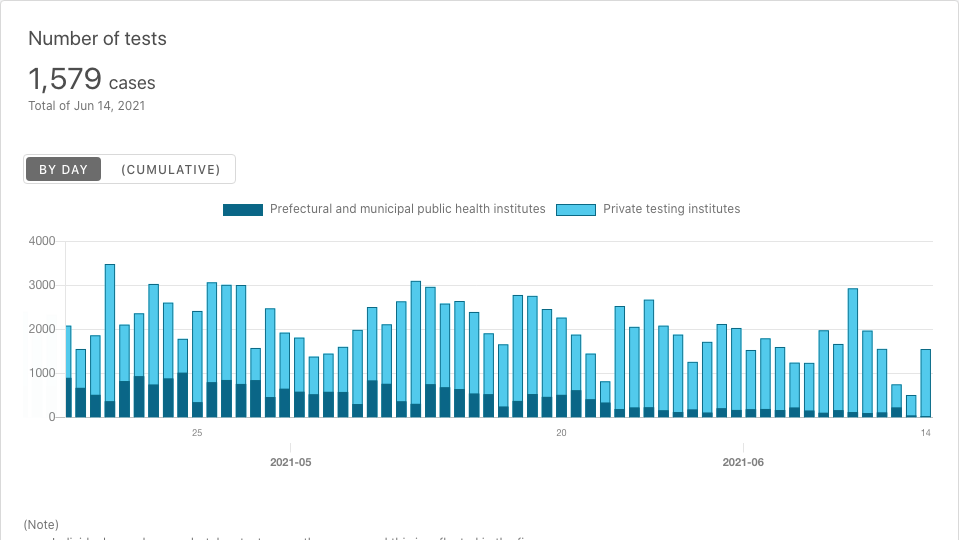 Number of tests
1,579 cases
Total of Jun 14, 2021
BY DAY (CUMULATIVE)
Prefectural and municipal public health institutes Private testing institutes
4000
3000
2000
1000
0
25 20 14
2021-05 2021-06
(Note)